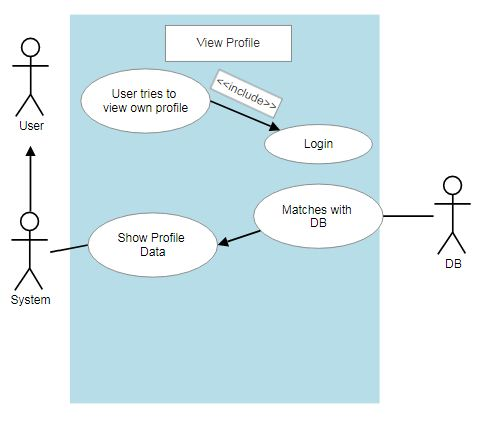 View Profile
User tries to
view own profile
<<include>>
Login
User
Matches with
DB
Show Profile
Data
System
DB